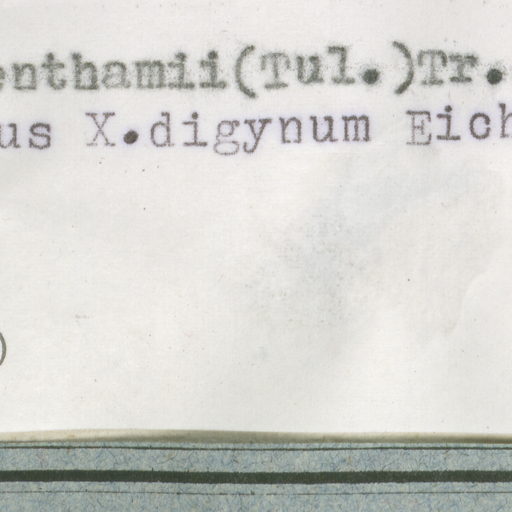 enthamii(Tul.)Tr.
us X.digynum Eich
)